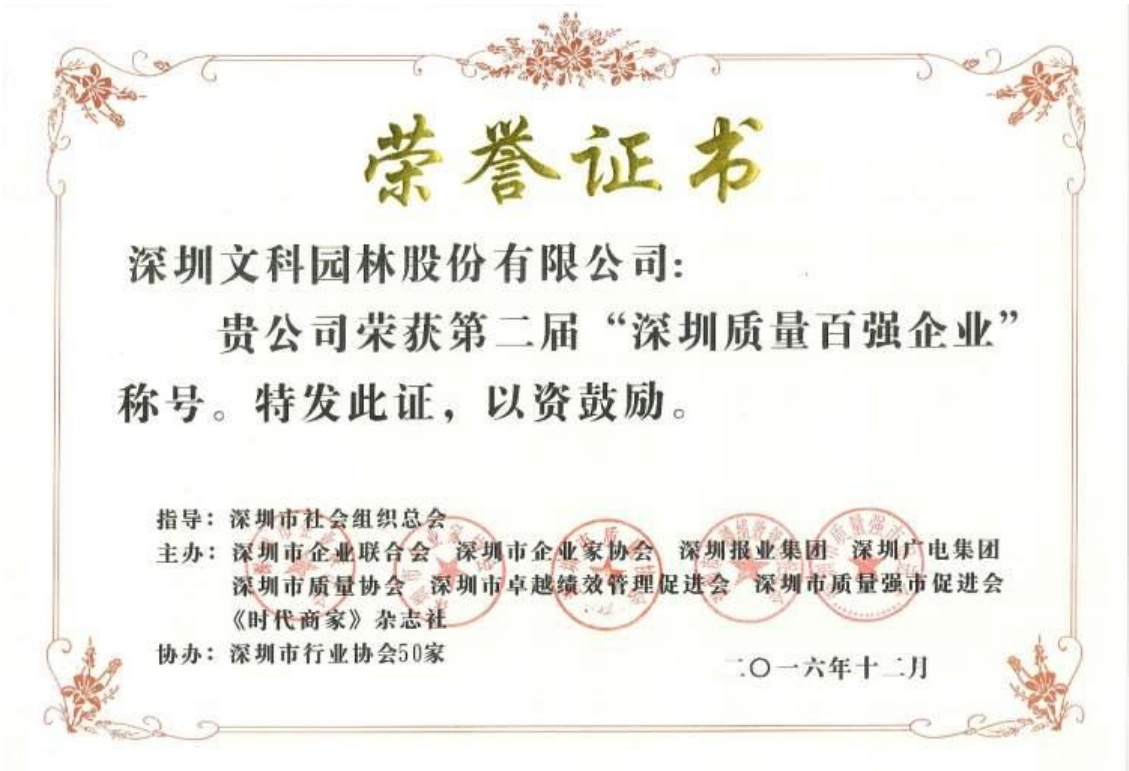 荣誉证书
深圳文科园林股份有限公司:
贵公司荣获第二届“深圳质量百强企业”
称号。特发此证，以资鼓励。
指导：深圳市社会组织总会
主办：深圳市企业联合会 深圳市企业家协会 深圳报业集团 深圳广电集团
深圳市质量协会 深圳市卓越绩效管理促进会 深圳市质量强市促进会
《时代商家》杂志社
协办：深圳市行业协会50家
二〇一六年十二月